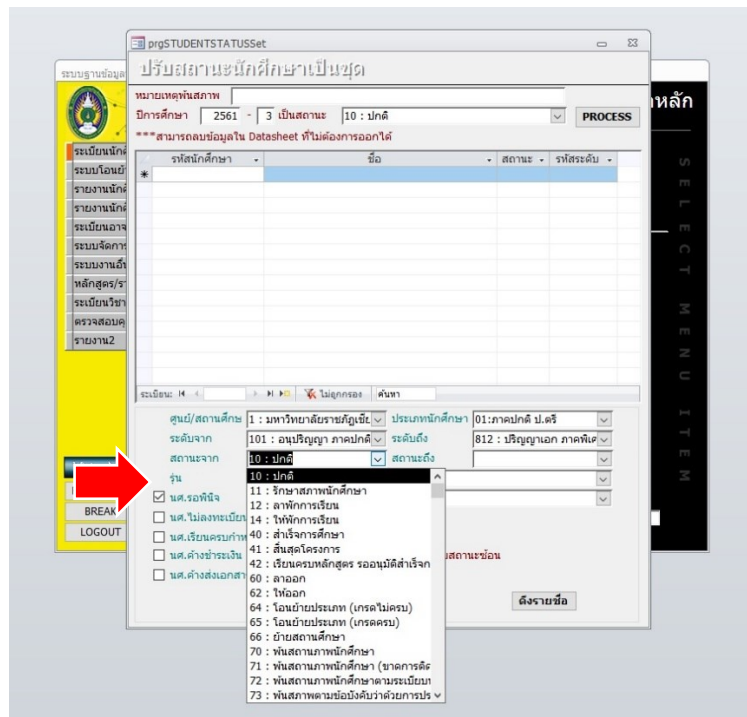 prgSTUDENTSTATUSSet
ระบบฐานข้อมูล
ปรับสถานะนักศึกษาเป็นชุด
หมายเหตุพ้นสภาพ
ปีการศึกษา 2561 - 3 เป็นสถานะ 10 : ปกติ PROCESS
***สามารถลบข้อมูลใน Datasheet ที่ไม่ต้องการออกได้
รหัสนักศึกษา ชื่อ สถานะ รหัสระดับ
หลัก
ระเบียนนัก
ระบบโอนย้
รายงานนัก
รายงานนัก
ระเบียนอาจ
ระบบจัดการ
ระบบงานอื่
หลักสูตร/รา
ระเบียนวิชา
ตรวจสอบคุ
รายงาน2
BREAK
LOGOUT
SELECT MENU ITEM
ระเบียน: ไม่ถูกกรอง ค้นหา
ศูนย์/สถานศึกษ 1 : มหาวิทยาลัยราชภัฏเชีย ประเภทนักศึกษา 01:ภาคปกติ ป.ตรี
ระดับจาก 101 : อนุปริญญา ภาคปกติ ระดับถึง 812 : ปริญญาเอก ภาคพิเศ
สถานะจาก 10 : ปกติ สถานะถึง
รุ่น
นศ.รอพินิจ
นศ.ไม่ลงทะเบียน
นศ.เรียนครบกำห
นศ.ค้างชำระเงิน
นศ.ค้างส่งเอกสา
10 : ปกติ
11 : รักษาสภาพนักศึกษา
12 : ลาพักการเรียน
14 : ให้พักการเรียน
40 : สำเร็จการศึกษา
41 : สิ้นสุดโครงการ
42 : เรียนครบหลักสูตร รออนุมัติสำเร็จก
60 : ลาออก
62 : ให้ออก
64 : โอนย้ายประเภท (เกรดไม่ครบ)
65 : โอนย้ายประเภท (เกรดครบ)
66 : ย้ายสถานศึกษา
70 : พ้นสถานภาพนักศึกษา
71 : พ้นสถานภาพนักศึกษา (ขาดการติด
72 : พ้นสถานภาพนักศึกษาตามระเบียบ
73 : พ้นสภาพตามข้อบังคับว่าด้วยการปร
สถานะซ้อน
ดึงรายชื่อ